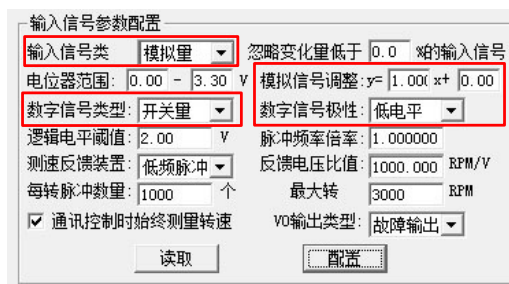 输入信号参数配置
输入信号类 模拟量 忽略变化量低于 0.0 %的输入信号
电位器范围: 0.00 - 3.30 V 模拟信号调整:y= 1.00( x+ 0.00
数字信号类型: 开关量 数字信号极性: 低电平
逻辑电平阈值: 2.00 V 脉冲频率倍率: 1.000000
测速反馈装置: 低频脉冲 反馈电压比值: 1000.000 RPM/V
每转脉冲数量: 1000 个 最大转 3000 RPM
通讯控制时始终测量转速 VO输出类型: 故障输出
读取 配置